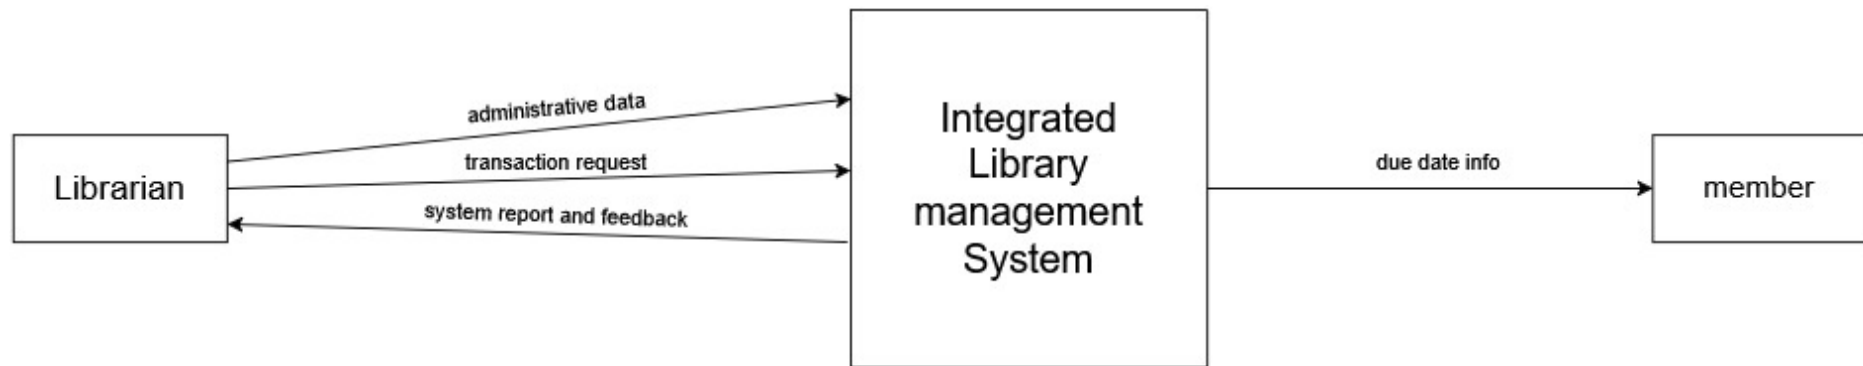 administrative data
transaction request
system report and feedback
Librarian
Integrated
Library
management
System
due date info
member